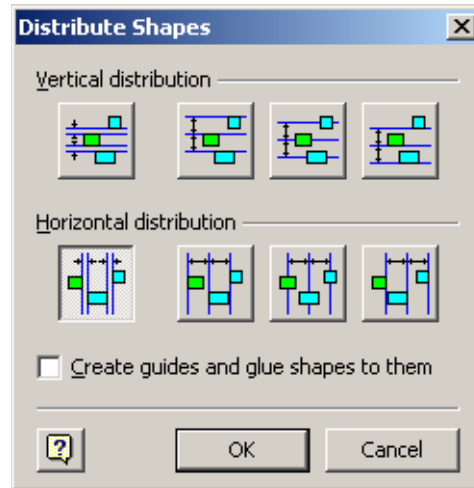 Distribute Shapes
Vertical distribution
Horizontal distribution
Create guides and glue shapes to them
?
OK
Cancel